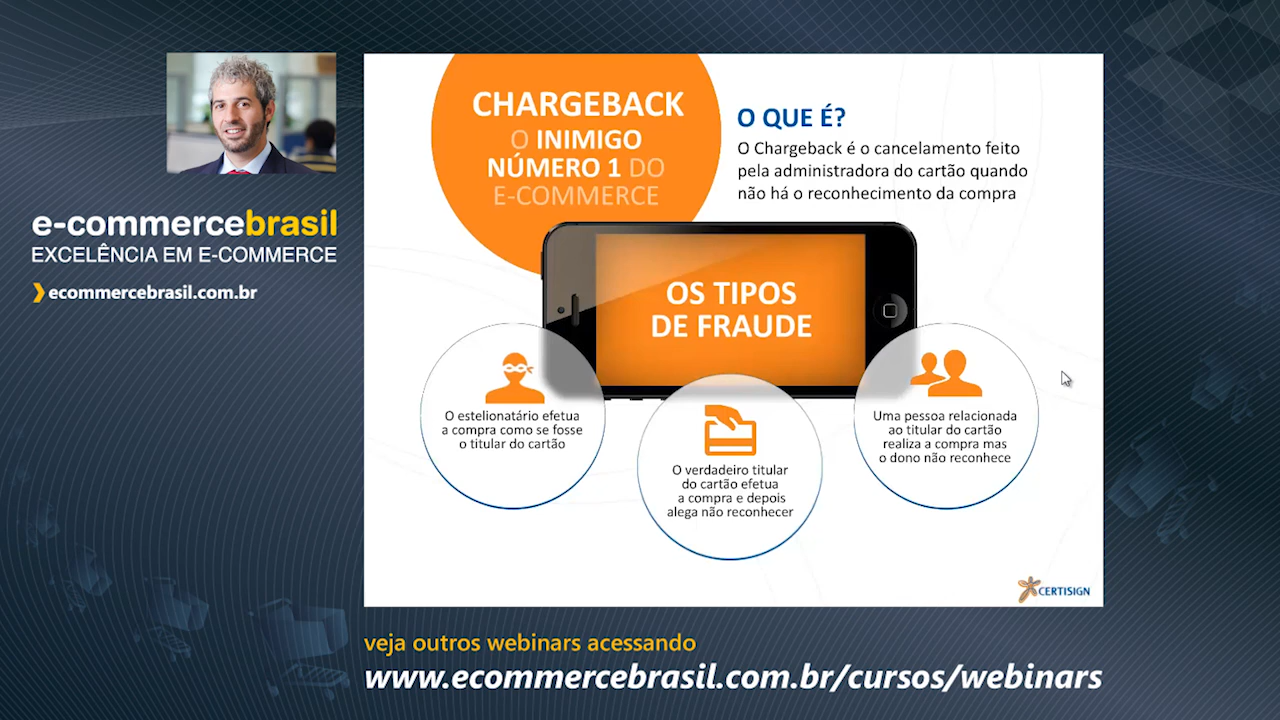 e-commercebrasil
EXCELÊNCIA EM E-COMMERCE
ecommercebrasil.com.br
CHARGEBACK
O INIMIGO
NÚMERO 1 DO
E-COMMERCE
O QUE É?
O Chargeback é o cancelamento feito
pela administradora do cartão quando
não há o reconhecimento da compra
OS TIPOS
DE FRAUDE
O estelionatário efetua
a compra como se fosse
o titular do cartão
O verdadeiro titular
do cartão efetua
a compra e depois
alega não reconhecer
Uma pessoa relacionada
ao titular do cartão
realiza a compra mas
o dono não reconhece
CERTISIGN
veja outros webinars acessando
www.ecommercebrasil.com.br/cursos/webinars